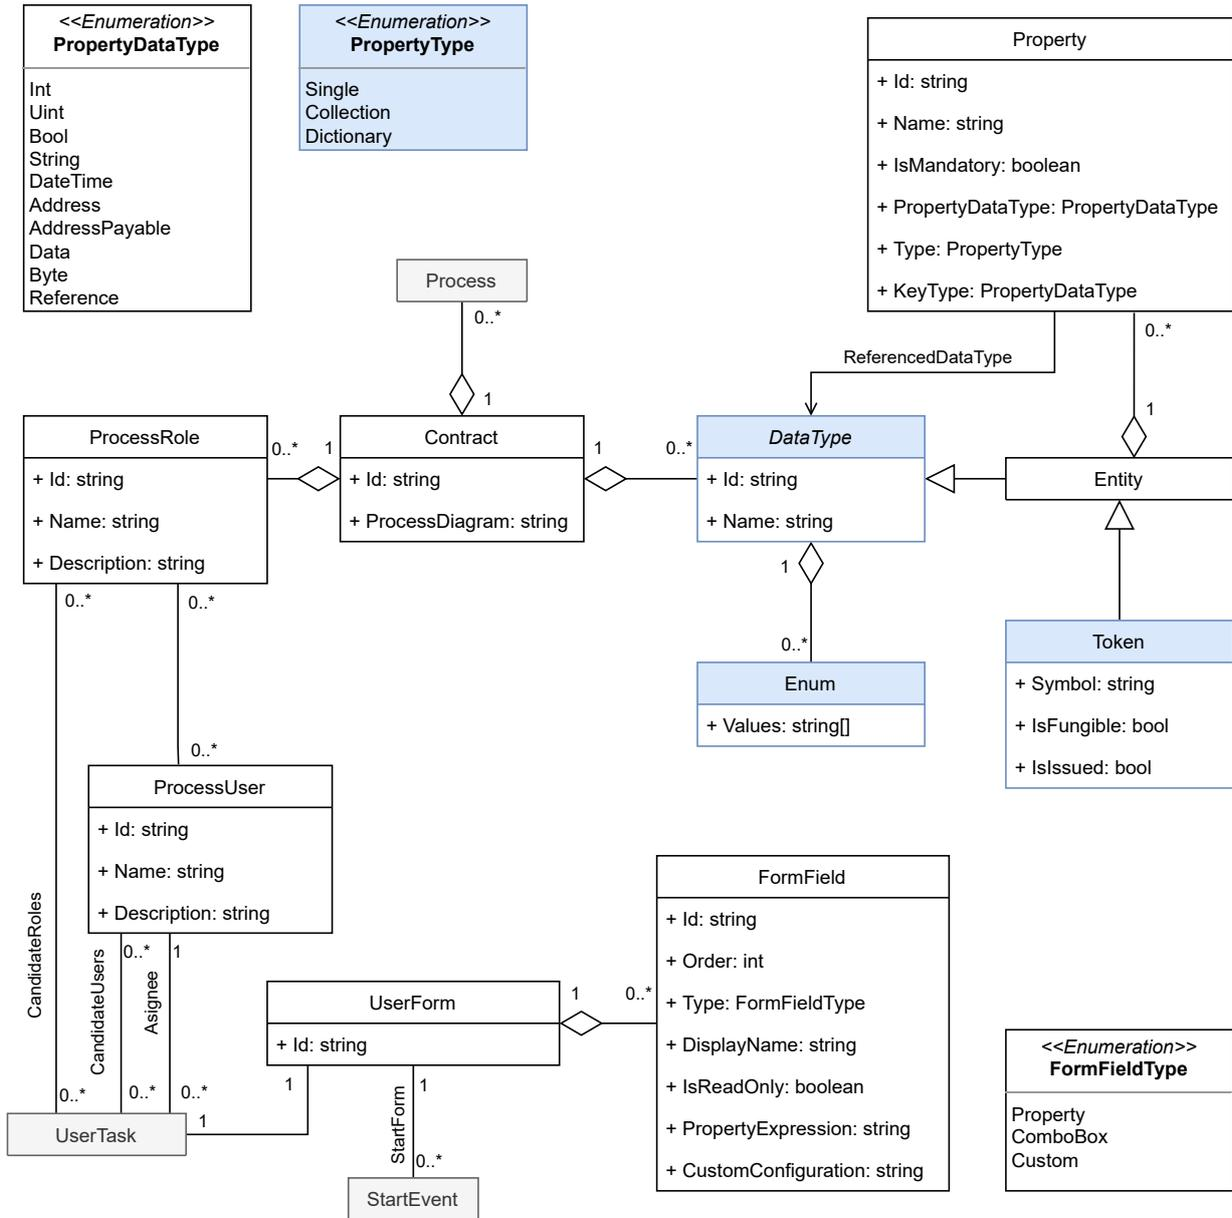 <<Enumeration>>
PropertyDataType
Int
Uint
Bool
String
DateTime
Address
AddressPayable
Data
Byte
Reference
<<Enumeration>>
PropertyType
Single
Collection
Dictionary
Property
+ Id: string
+ Name: string
+ IsMandatory: boolean
+ PropertyDataType: PropertyDataType
+ Type: PropertyType
+ KeyType: PropertyDataType
Process
0..*
1
ReferencedDataType
0..*
1
ProcessRole
+ Id: string
+ Name: string
+ Description: string
0..*
1
Contract
+ Id: string
+ ProcessDiagram: string
1
0..*
DataType
+ Id: string
+ Name: string
Entity
1
0..*
Enum
+ Values: string[]
Token
+ Symbol: string
+ IsFungible: bool
+ IsIssued: bool
0..*
0..*
0..*
ProcessUser
+ Id: string
+ Name: string
+ Description: string
CandidateRoles
0..*
CandidateUsers
0..*
0..*
Asignee
1
0..*
UserTask
1
1
UserForm
+ Id: string
1
0..*
StartForm
1
0..*
StartEvent
FormField
+ Id: string
+ Order: int
+ Type: FormFieldType
+ DisplayName: string
+ IsReadOnly: boolean
+ PropertyExpression: string
+ CustomConfiguration: string
<<Enumeration>>
FormFieldType
Property
ComboBox
Custom